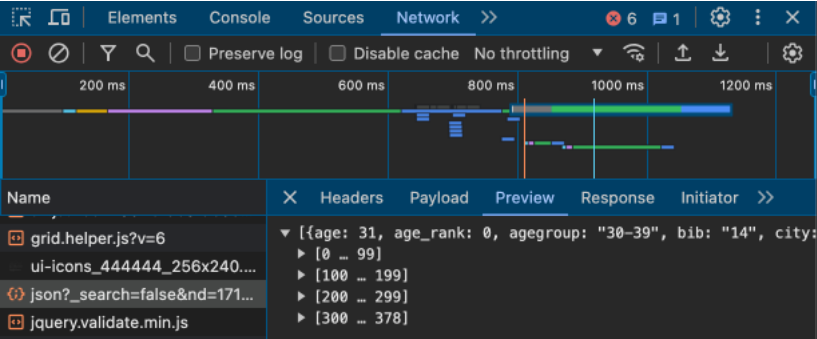 Elements Console Sources Network 6 1
Preserve log Disable cache No throttling
200 ms 400 ms 600 ms 800 ms 1000 ms 1200 ms
Name
Headers Payload Preview Response Initiator
grid.helper.js?v=6
ui-icons_444444_256x240....
json?_search=false&nd=171...
jquery.validate.min.js
[{age: 31, age_rank: 0, agegroup: "30-39", bib: "14", city:
[0 … 99]
[100 … 199]
[200 … 299]
[300 … 378]